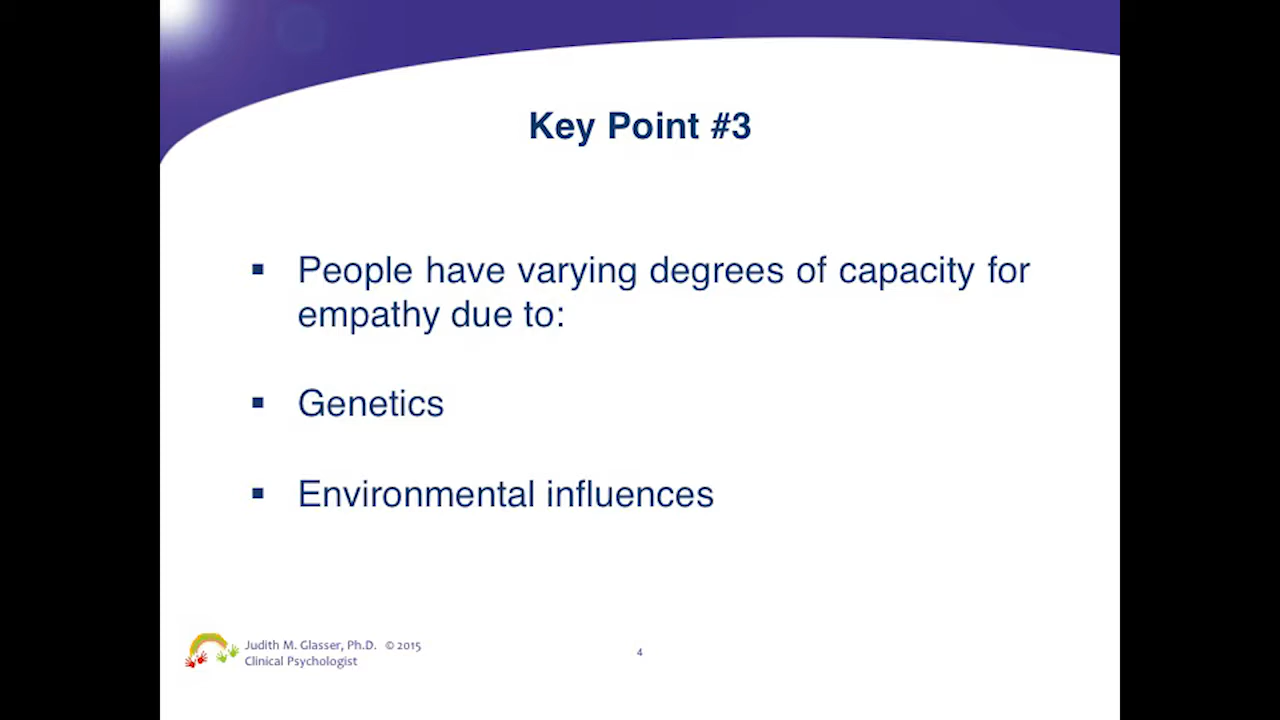 Key Point #3
▪ People have varying degrees of capacity for
empathy due to:
▪ Genetics
▪ Environmental influences
Judith M. Glasser, Ph.D. © 2015
Clinical Psychologist
4